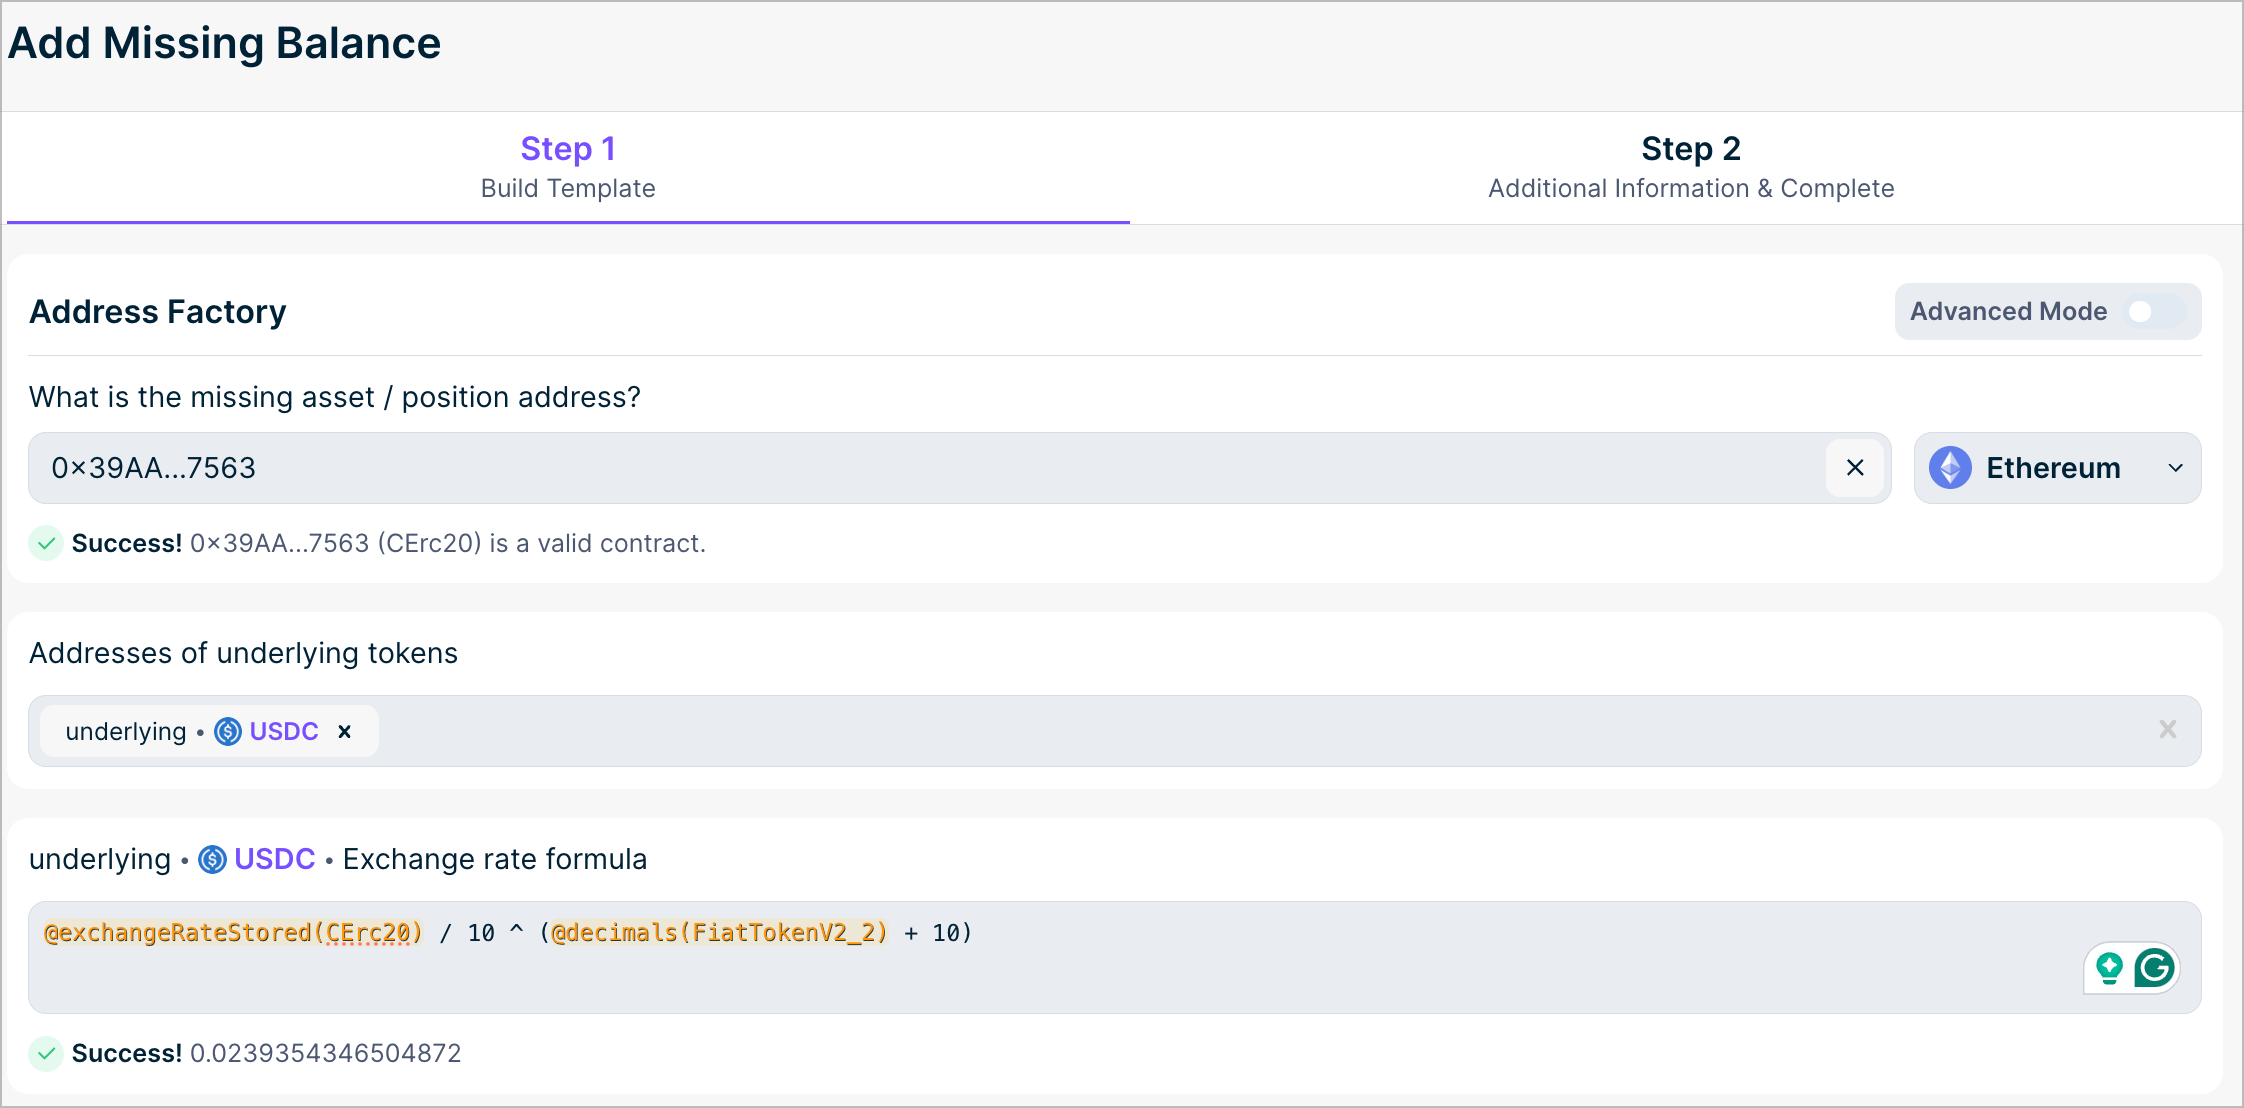 Add Missing Balance
Step 1
Build Template
Step 2
Additional Information & Complete
Address Factory
Advanced Mode
What is the missing asset / position address?
0×39AA...7563
Ethereum
Success! 0×39AA...7563 (CErc20) is a valid contract.
Addresses of underlying tokens
underlying • USDC ×
underlying • USDC • Exchange rate formula
@exchangeRateStored(CErc20) / 10 ^ (@decimals(FiatTokenV2_2) + 10)
Success! 0.0239354346504872